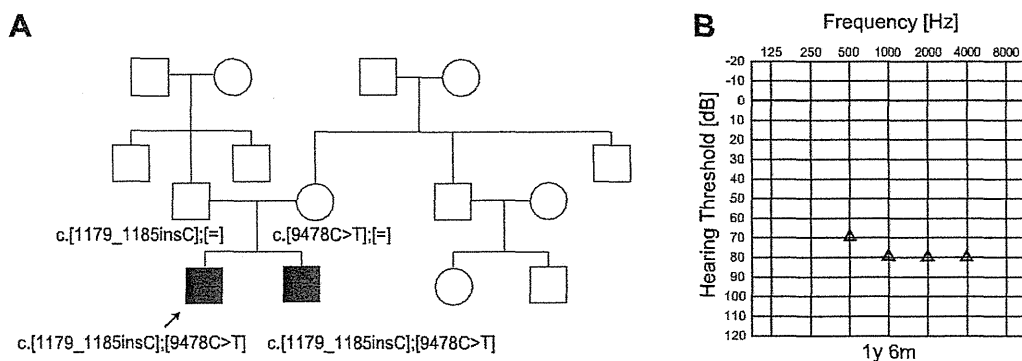 A
c.[1179_1185insC];[=]
c.[9478C>T];[=]
c.[1179_1185insC];[9478C>T]
c.[1179_1185insC];[9478C>T]
B
Frequency [Hz]
125 250 500 1000 2000 4000 8000
Hearing Threshold [dB]
-20
-10
0
10
20
30
40
50
60
70
80
90
100
110
120
1y 6m